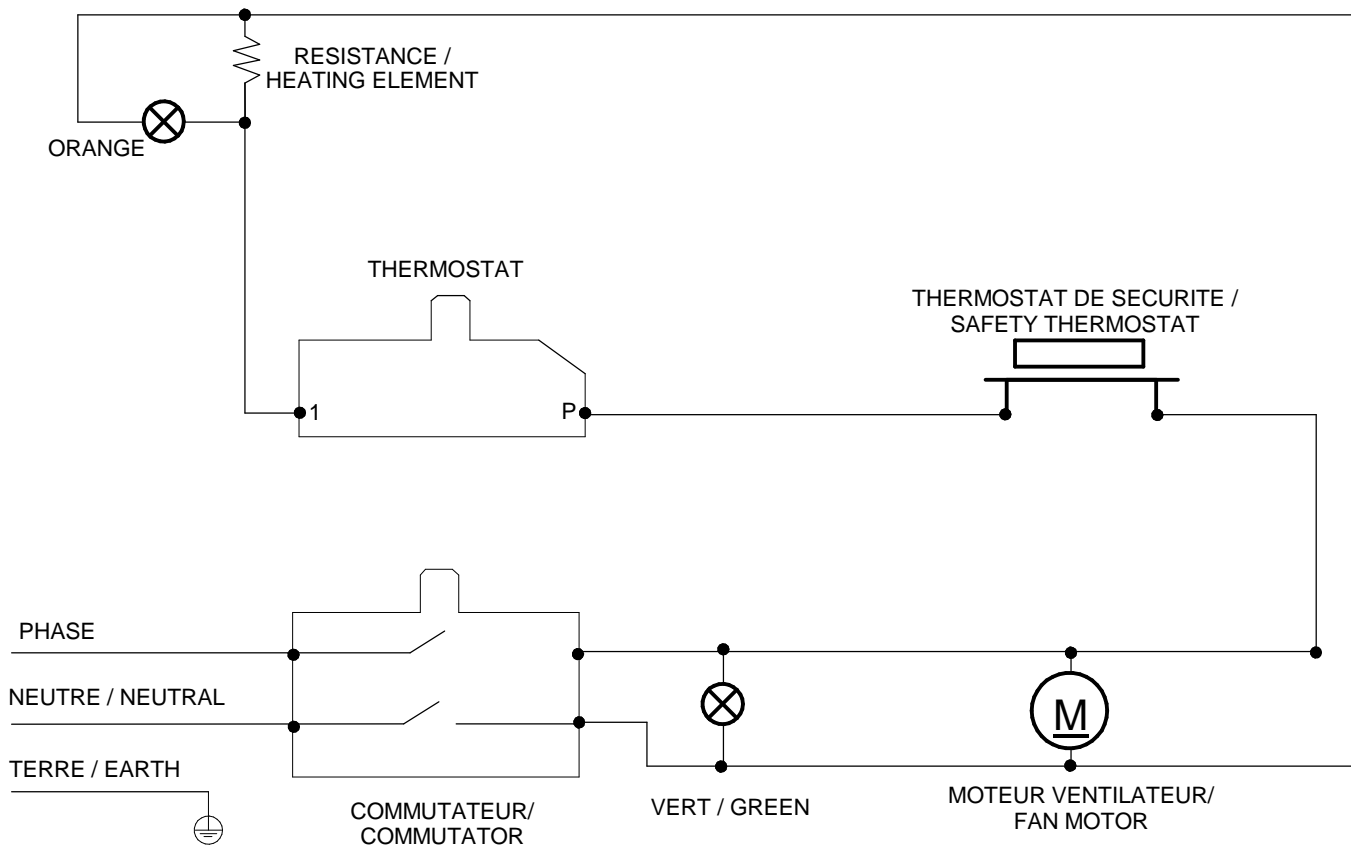 RESISTANCE /
HEATING ELEMENT
ORANGE
THERMOSTAT
THERMOSTAT DE SECURITE /
SAFETY THERMOSTAT
1
P
PHASE
NEUTRE / NEUTRAL
TERRE / EARTH
COMMUTATEUR/
COMMUTATOR
VERT / GREEN
M
MOTEUR VENTILATEUR/
FAN MOTOR